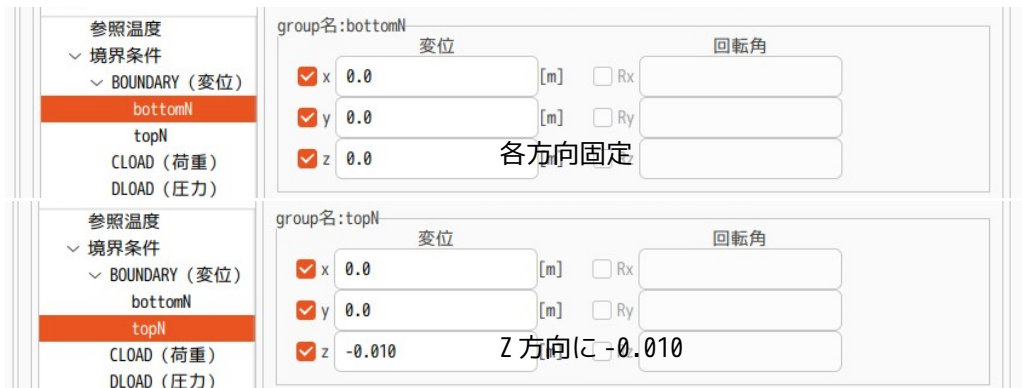 参照温度
境界条件
BOUNDARY (変位)
bottomN
topN
CLOAD (荷重)
DLOAD (圧力)
group名:bottomN
変位 回転角
x 0.0 [m] Rx
y 0.0 [m] Ry
z 0.0 各方向固定
参照温度
境界条件
BOUNDARY (変位)
bottomN
topN
CLOAD (荷重)
DLOAD (圧力)
group名:topN
変位 回転角
x 0.0 [m] Rx
y 0.0 [m] Ry
z -0.010 Z方向に -0.010